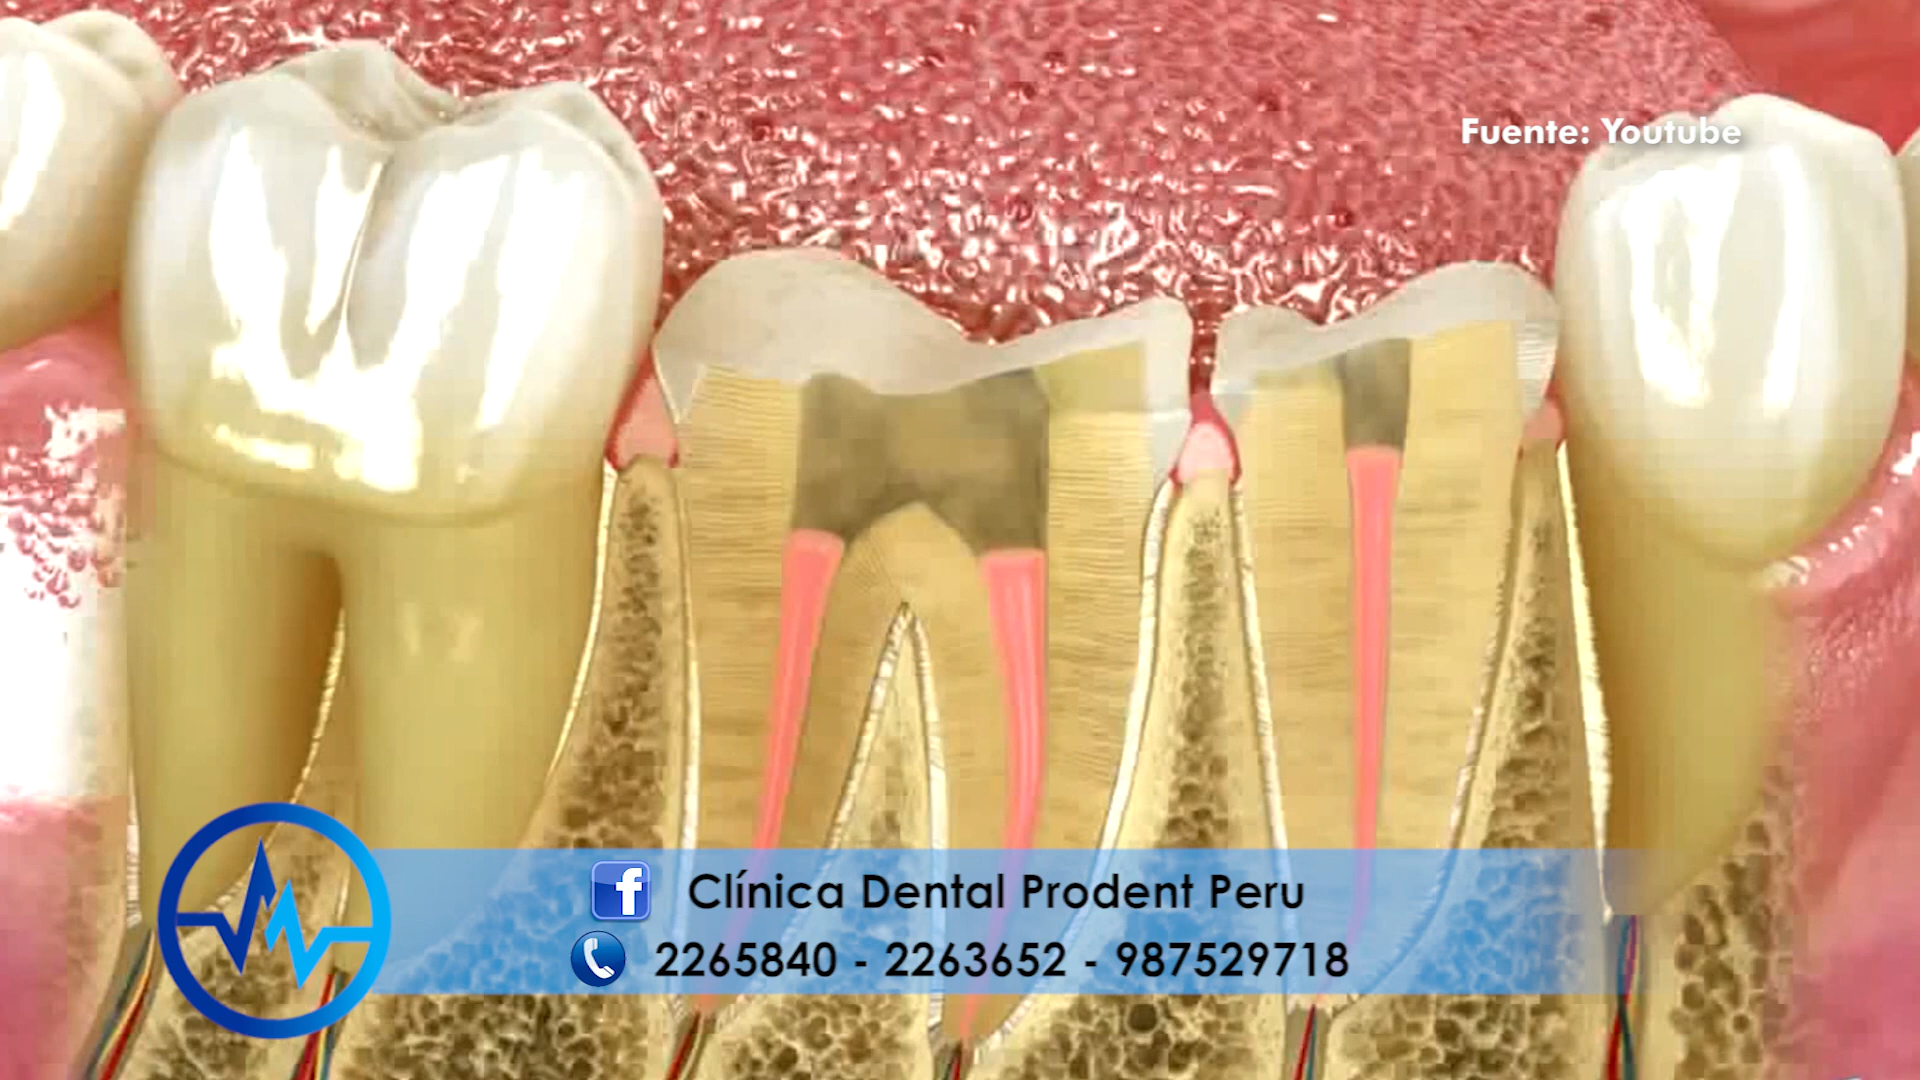 Fuente: Youtube
Clínica Dental Prodent Peru
2265840 - 2263652 - 987529718